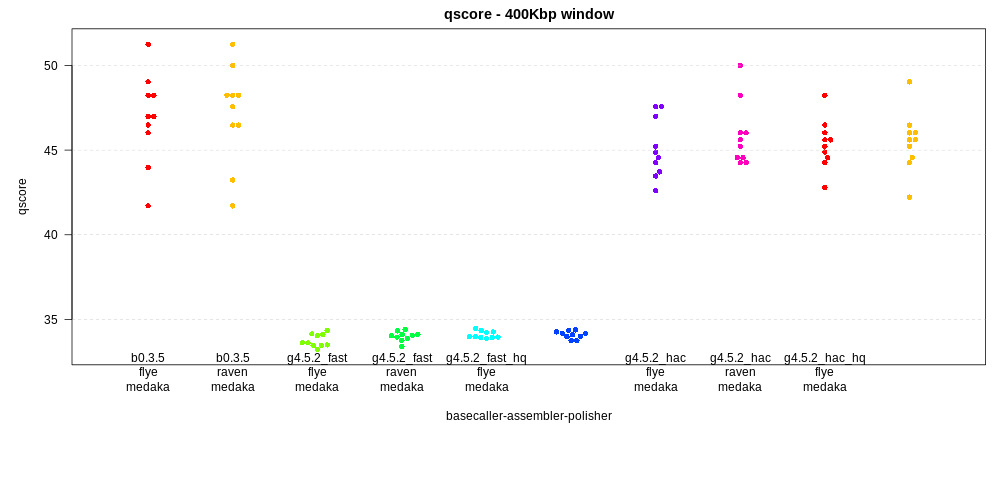 qscore - 400Kbp window
50
45
40
35
qscore
b0.3.5 b0.3.5 g4.5.2_fast g4.5.2_fast g4.5.2_fast_hq g4.5.2_hac g4.5.2_hac g4.5.2_hac_hq
flye raven flye raven flye flye raven flye
medaka medaka medaka medaka medaka medaka medaka medaka
basecaller-assembler-polisher